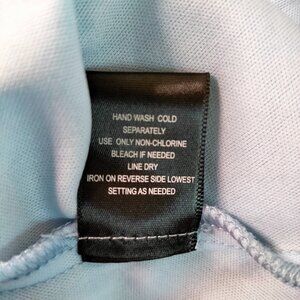 HAND WASH COLD
SEPARATELY
USE ONLY NON-CHLORINE
BLEACH IF NEEDED
LINE DRY
IRON ON REVERSE SIDE LOWEST
SETTING AS NEEDED